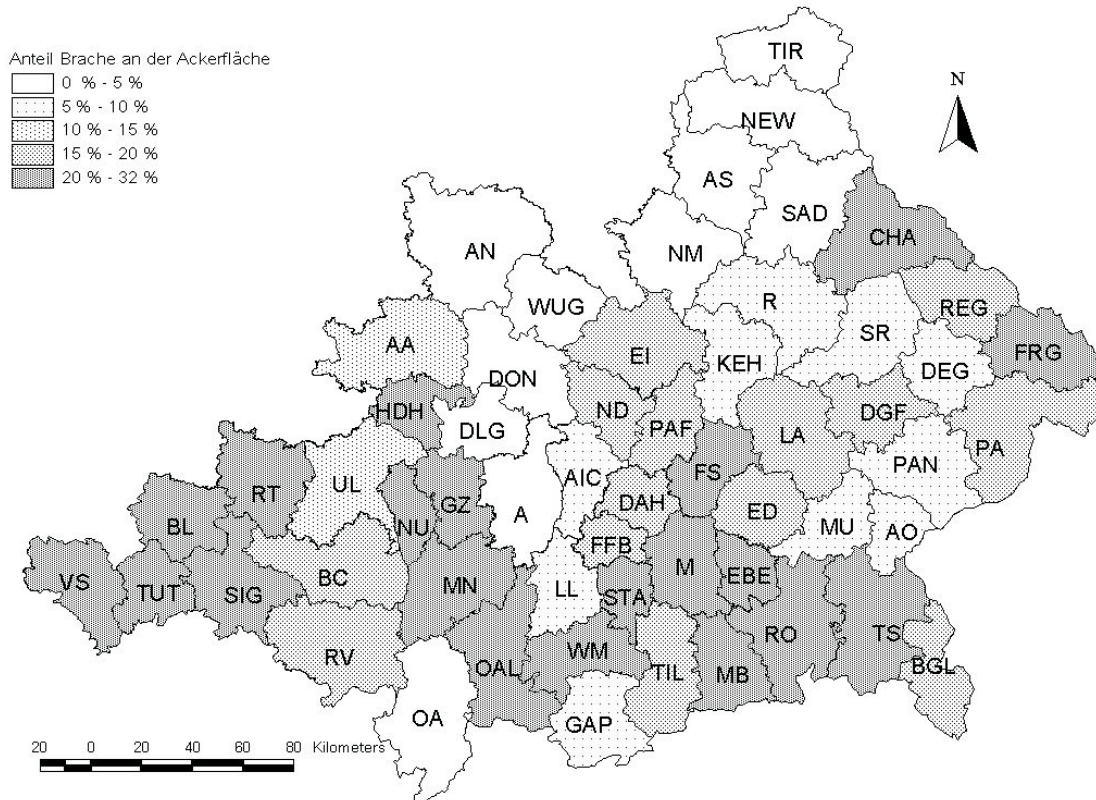 Anteil Brache an der Ackerfläche
0 % - 5 %
5 % - 10 %
10 % - 15 %
15 % - 20 %
20 % - 32 %
N
TIR
NEW
AS
SAD
CHA
AN
NM
WUG
R
REG
SR
AA
EI
KEH
FRG
DEG
DON
HDH
ND
DGF
DLG
PAF
LA
PA
PAN
RT
UL
AIC
FS
NU
GZ
A
DAH
ED
BL
MU
AO
FFB
VS
TUT
SIG
BC
MN
LL
STA
M
EBE
RO
TS
RV
OAL
WM
TIL
MB
BGL
OA
GAP
20 0 20 40 60 80 Kilometers